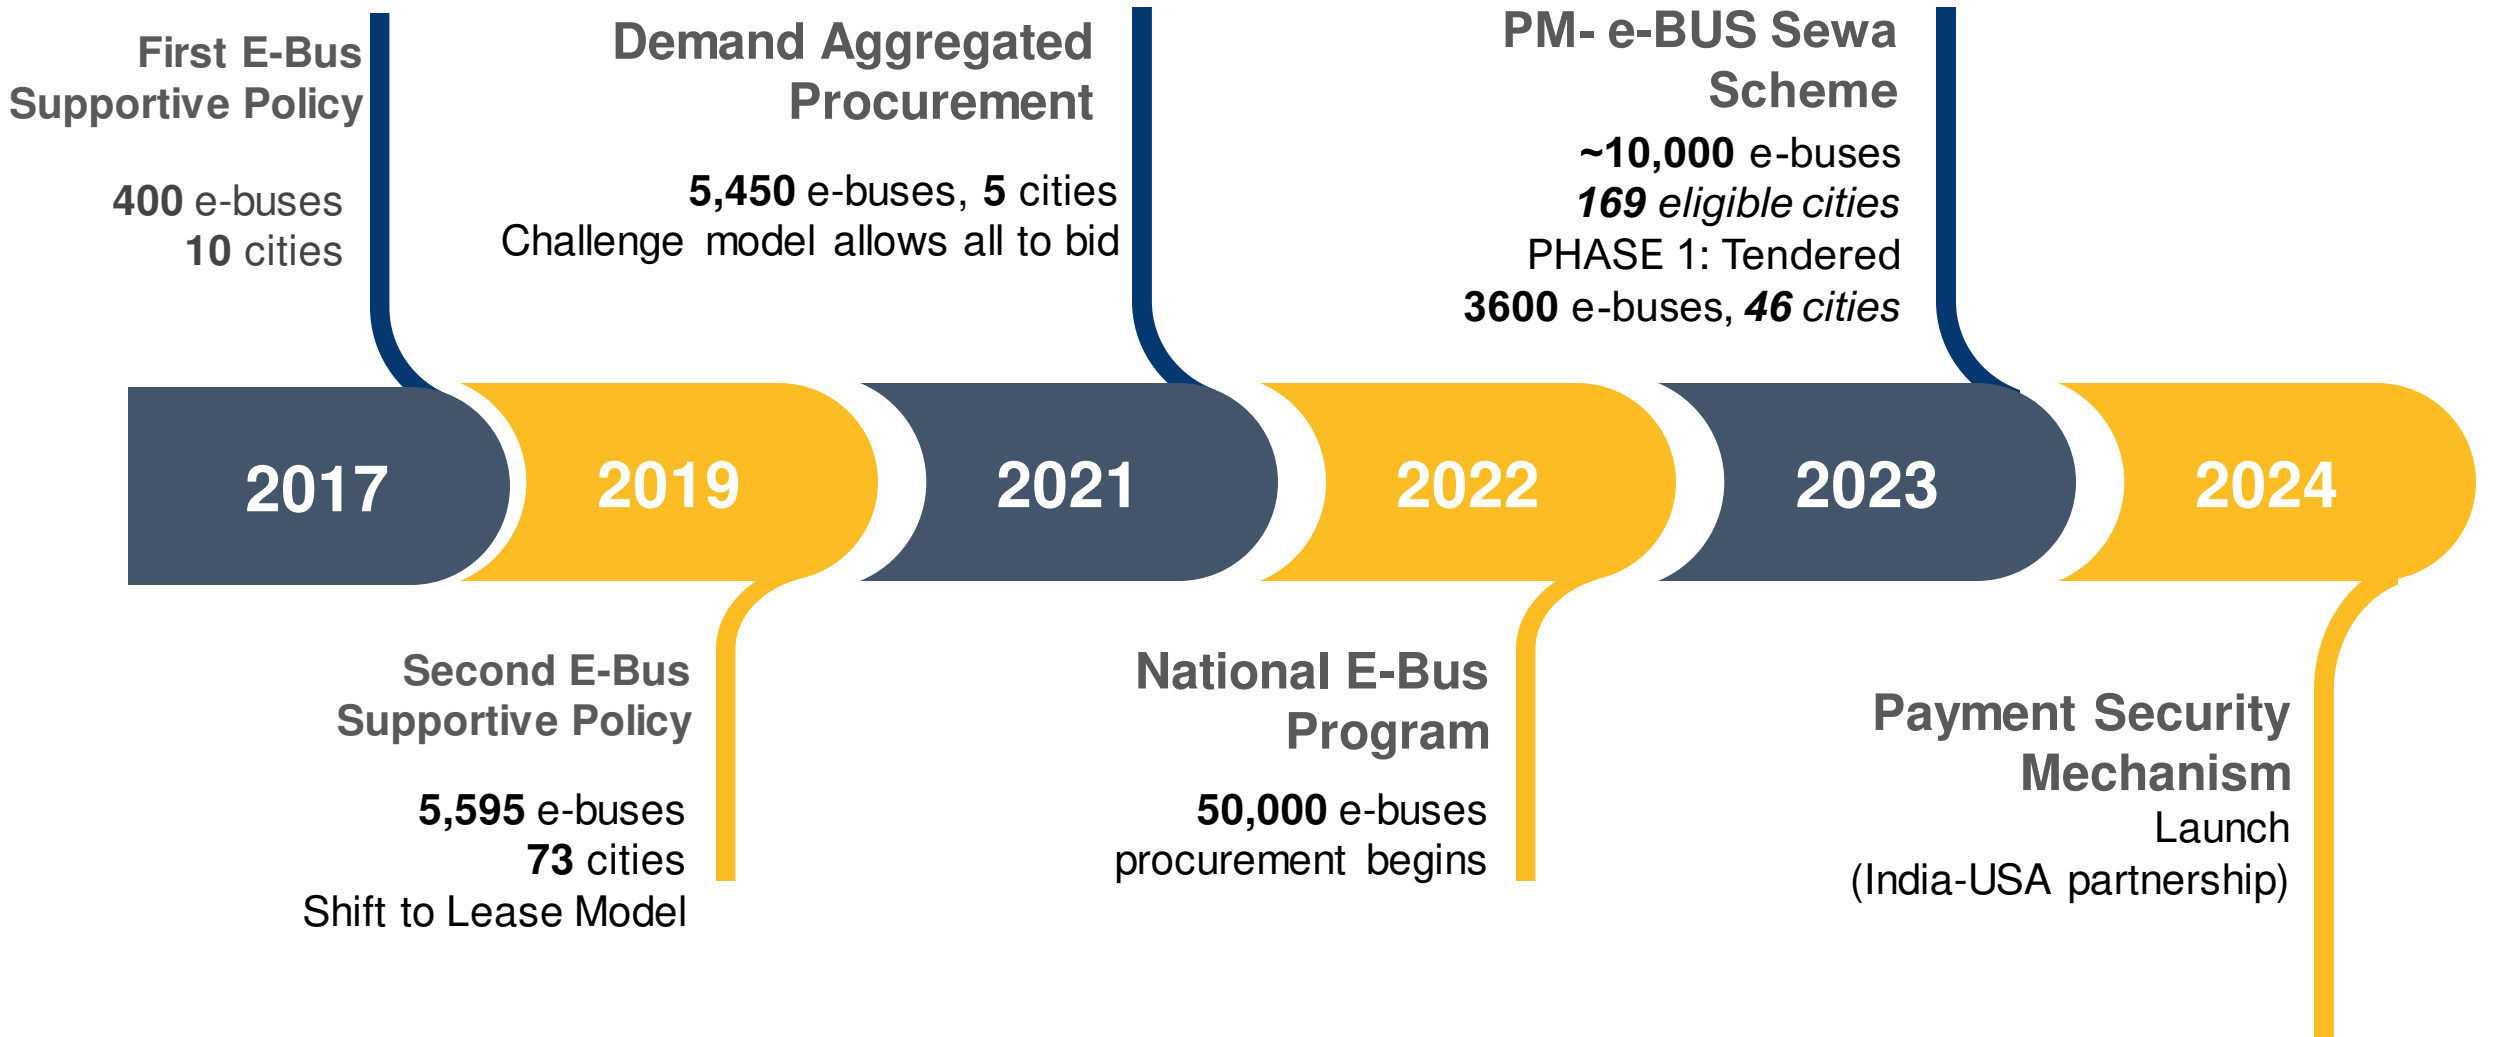 First E-Bus
Supportive Policy
400 e-buses
10 cities
Demand Aggregated
Procurement
5,450 e-buses, 5 cities
Challenge model allows all to bid
PM- e-BUS Sewa
Scheme
~10,000 e-buses
169 eligible cities
PHASE 1: Tendered
3600 e-buses, 46 cities
2017
2019
2021
2022
2023
2024
Second E-Bus
Supportive Policy
5,595 e-buses
73 cities
Shift to Lease Model
National E-Bus
Program
50,000 e-buses
procurement begins
Payment Security
Mechanism
Launch
(India-USA partnership)